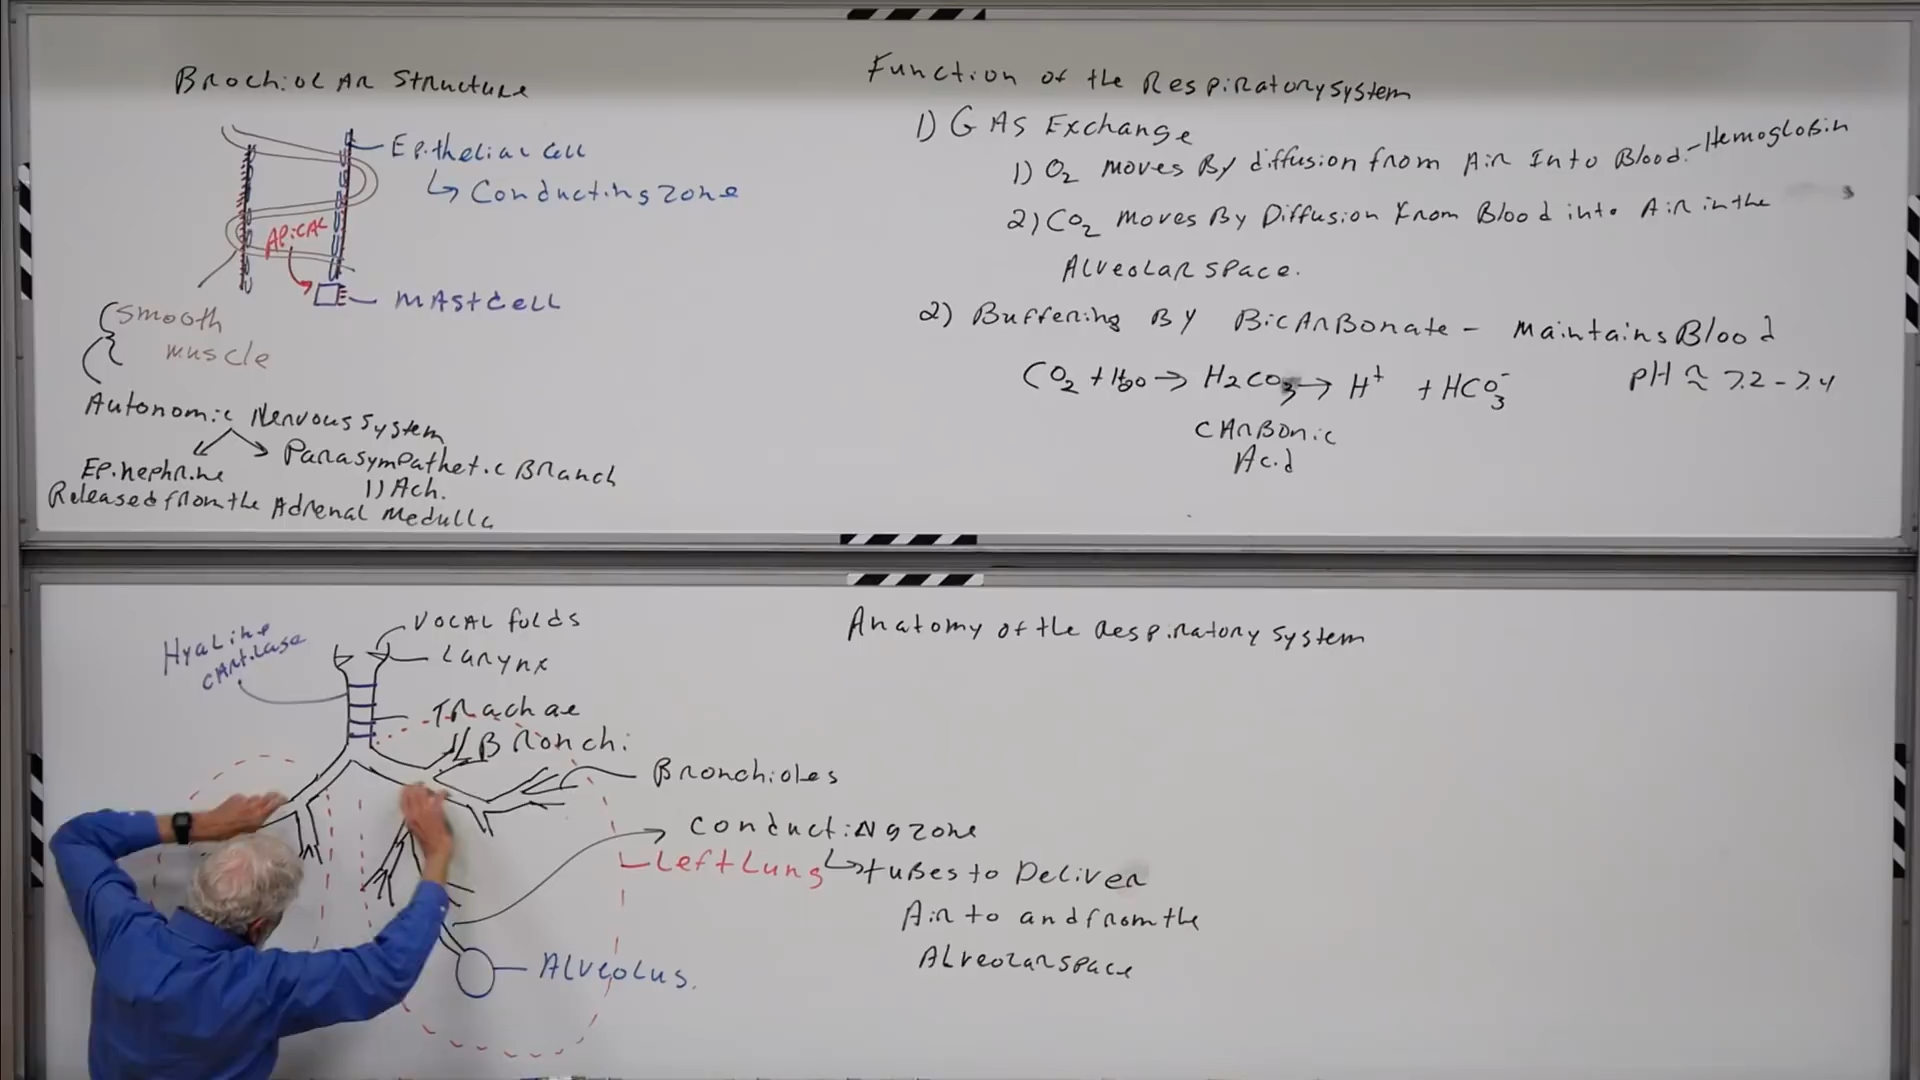 Brochiolar Structure
Epithelial cell
↳ Conducting zone
Apical
Mast cell
Smooth
muscle
Autonomic Nervous System
Epinephrine
Parasympathetic Branch
1) Ach.
Released from the Adrenal Medulla
Function of the Respiratory system
1) Gas Exchange
1) O2 moves By diffusion from Air Into Blood. - Hemoglobin
2) CO2 moves By Diffusion From Blood into Air in the
Alveolar space.
2) Buffering By BicarBonate - maintains Blood
CO2 + H2O → H2CO3 → H+ + HCO3-
pH ≈ 7.2 - 7.4
CarBonic
Acid
Hyaline
Cartilage
Vocal folds
Larynx
Trachae
Bronchi
Bronchioles
Conducting zone
Left Lung
↳ tubes to Deliver
Air to and from the
Alveolar space
Alveolus.
Anatomy of the Respiratory System